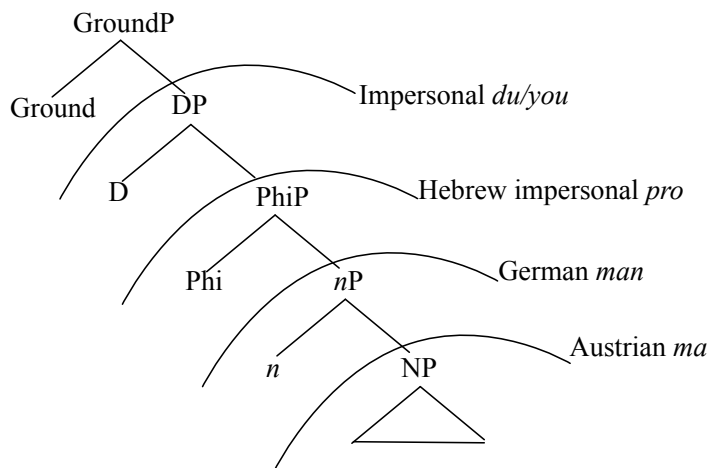 GroundP
Ground DP Impersonal du/you
D PhiP Hebrew impersonal pro
Phi nP German man
n NP Austrian ma